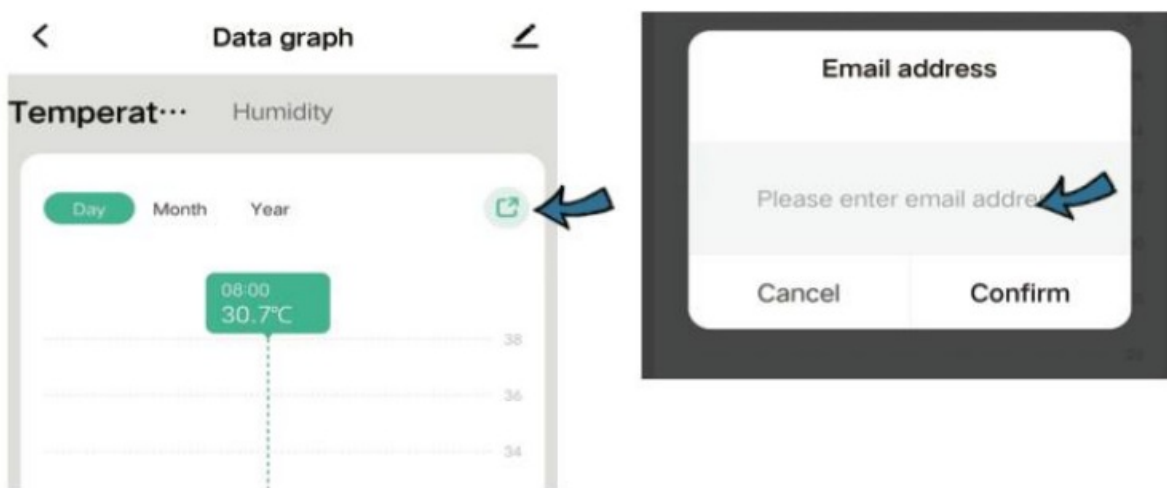 Data graph
Temperat··· Humidity
Day Month Year
08:00
30.7℃
38
36
34
Email address
Please enter email addre
Cancel Confirm